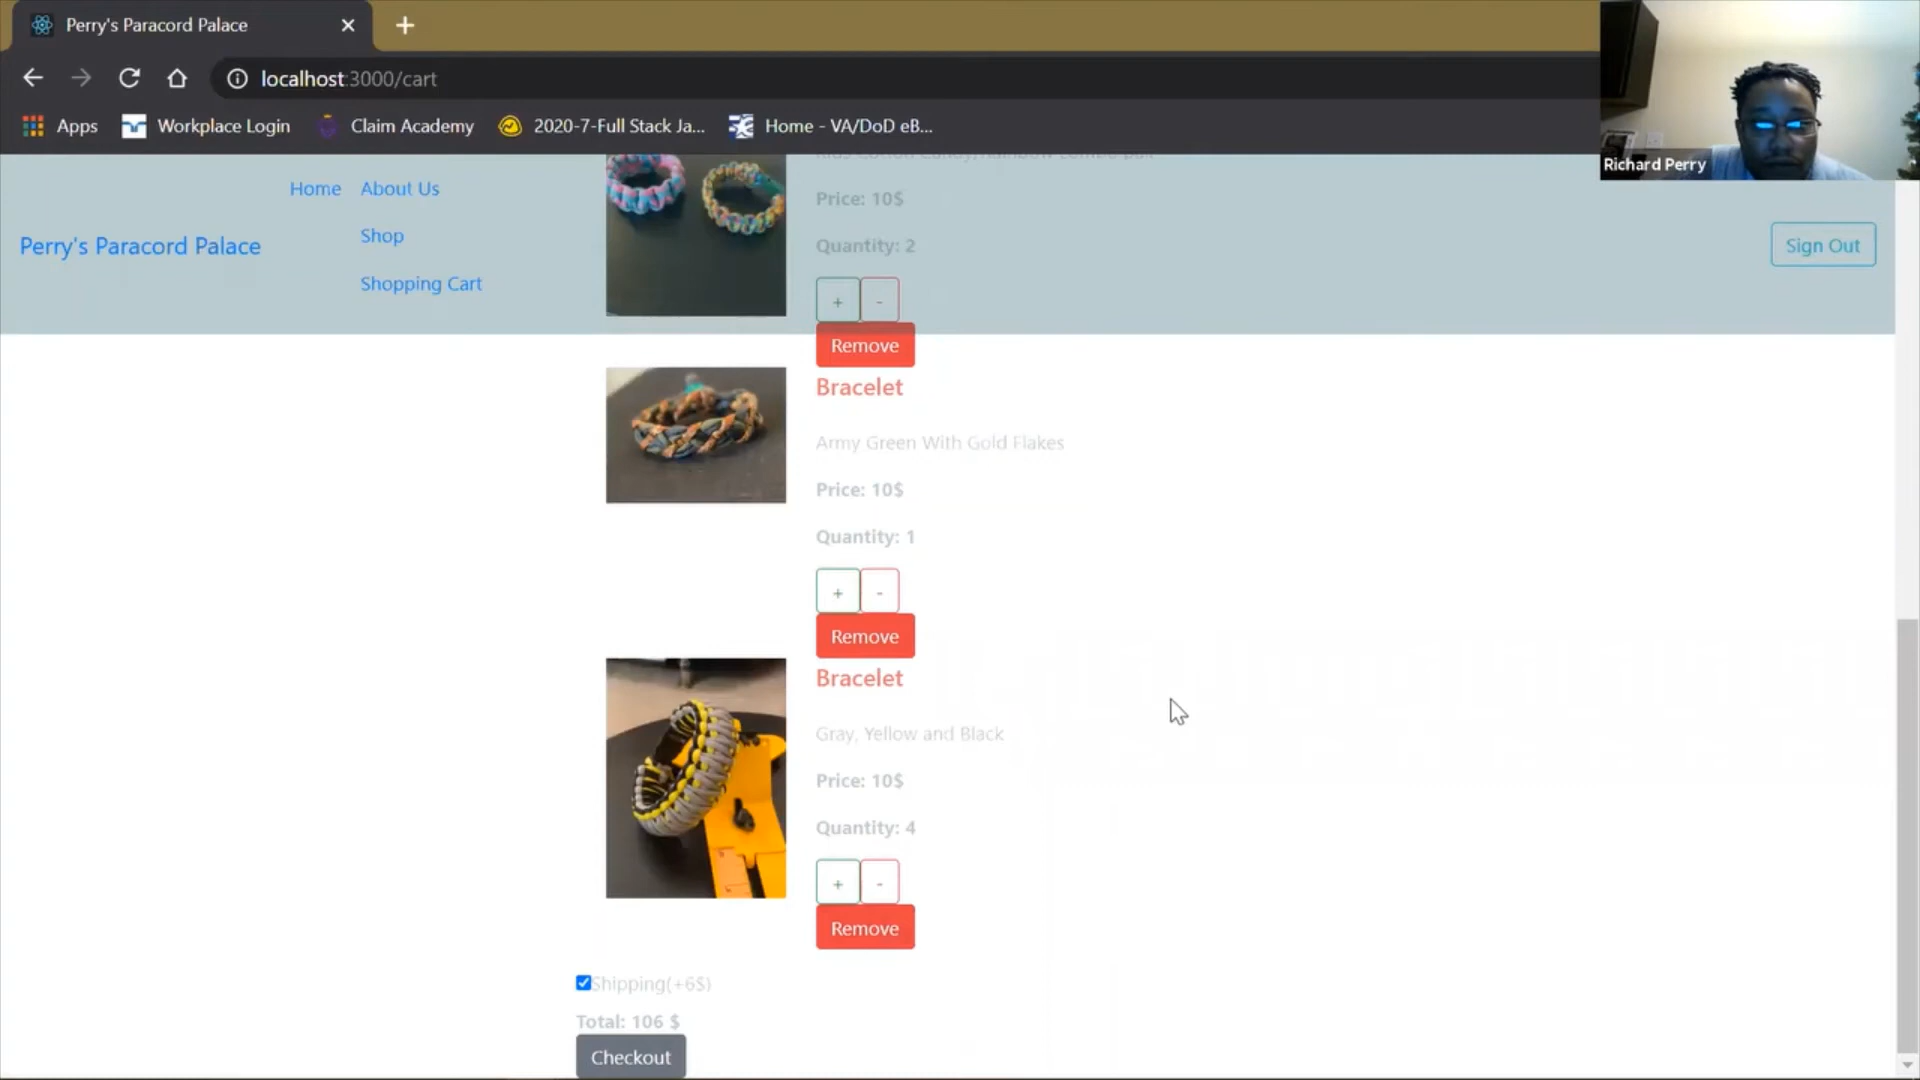 Perry's Paracord Palace
localhost:3000/cart
Apps
Workplace Login
Claim Academy
2020-7-Full Stack Ja...
Home - VA/DoD eB...
Richard Perry
Perry's Paracord Palace
Home
About Us
Shop
Shopping Cart
Sign Out
Price: 10$
Quantity: 2
+
-
Remove
Bracelet
Army Green With Gold Flakes
Price: 10$
Quantity: 1
+
-
Remove
Bracelet
Gray, Yellow and Black
Price: 10$
Quantity: 4
+
-
Remove
Shipping(+6$)
Total: 106 $
Checkout